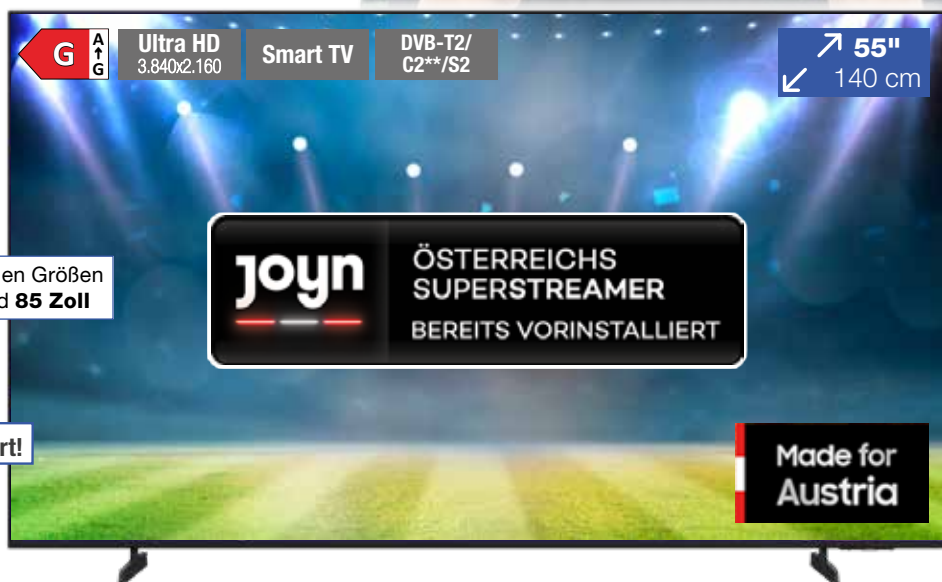 G
A
G
Ultra HD
3.840x2.160
Smart TV
DVB-T2/
C2**/S2
55"
140 cm
en Größen
d 85 Zoll
joyn
ÖSTERREICHS
SUPERSTREAMER
BEREITS VORINSTALLIERT
rt!
Made for
Austria